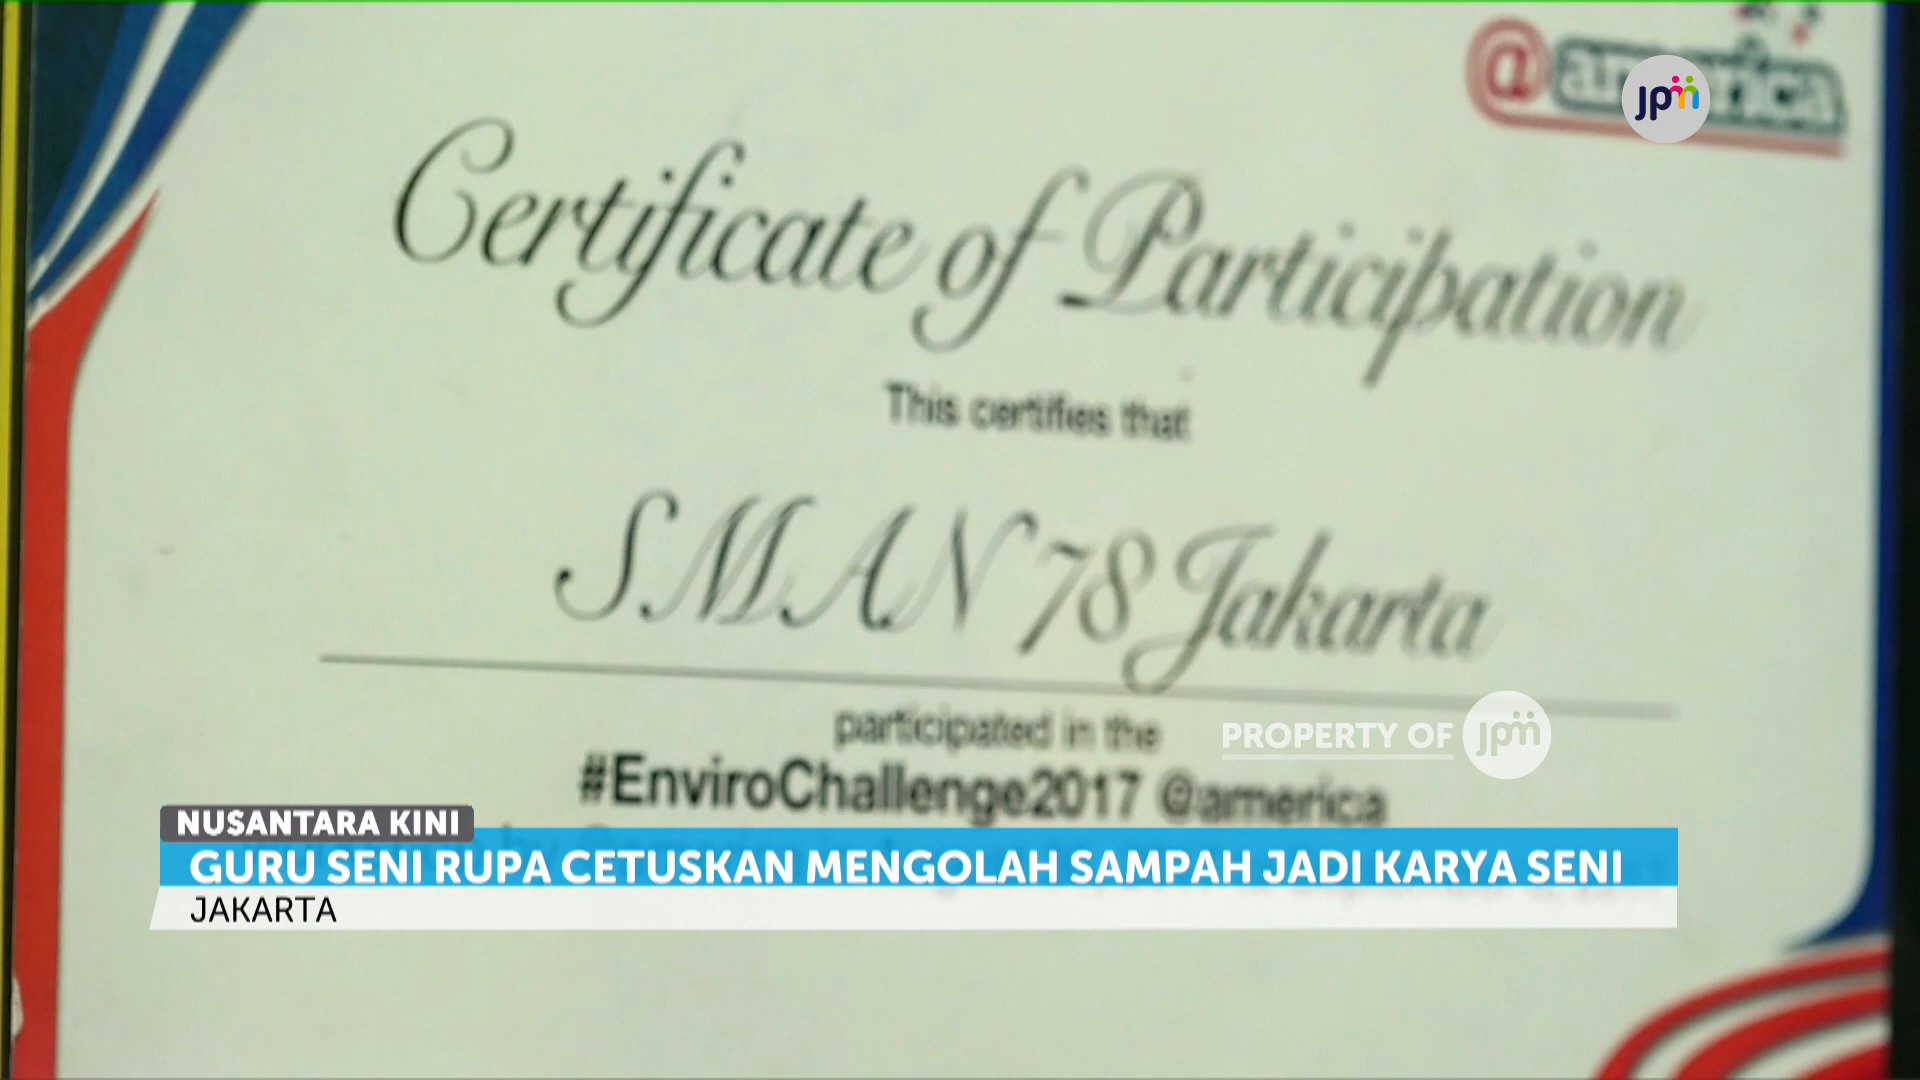 @america
jpm
Certificate of Participation
This certifies that
SMAN 78 Jakarta
participated in the
PROPERTY OF jpm
#EnviroChallenge2017 @america
NUSANTARA KINI
GURU SENI RUPA CETUSKAN MENGOLAH SAMPAH JADI KARYA SENI
JAKARTA